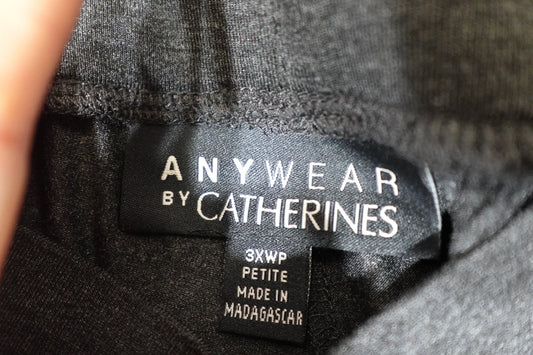 ANYWEAR
BY CATHERINES
3XWP
PETITE
MADE IN
MADAGASCAR